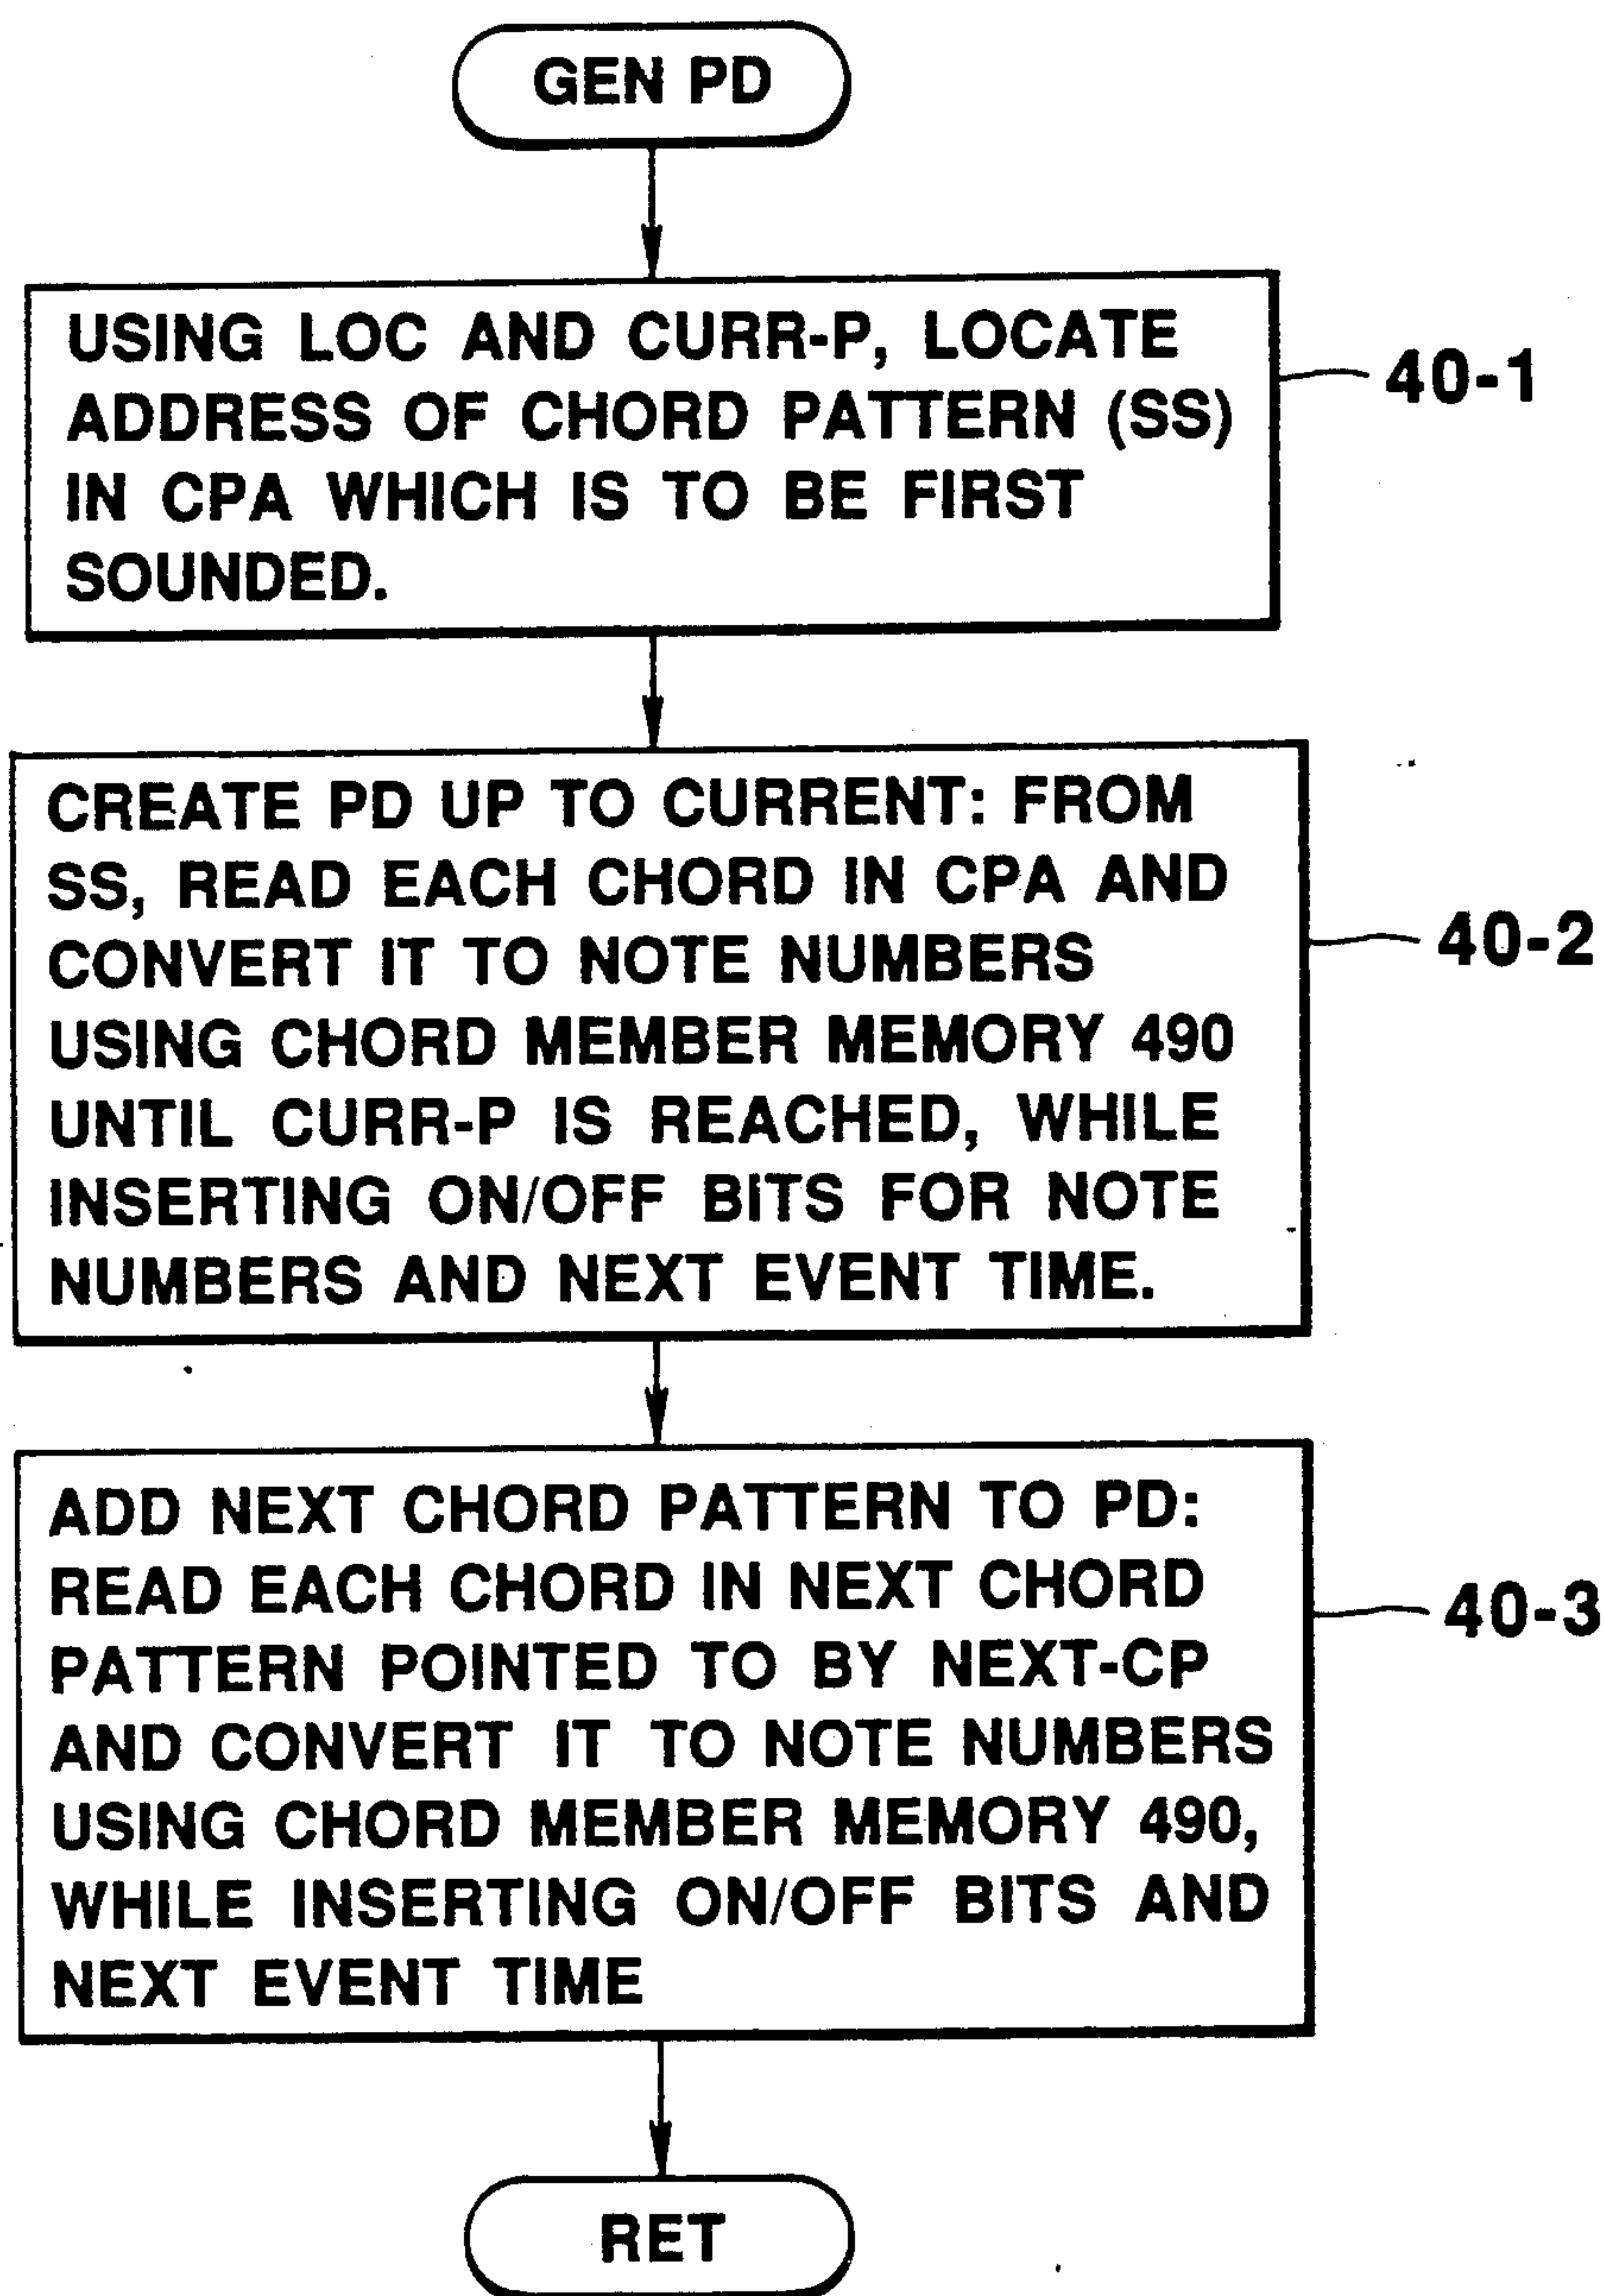 GEN PD
USING LOC AND CURR-P, LOCATE
ADDRESS OF CHORD PATTERN (SS)
IN CPA WHICH IS TO BE FIRST
SOUNDED.
40-1
CREATE PD UP TO CURRENT: FROM
SS, READ EACH CHORD IN CPA AND
CONVERT IT TO NOTE NUMBERS
USING CHORD MEMBER MEMORY 490
UNTIL CURR-P IS REACHED, WHILE
INSERTING ON/OFF BITS FOR NOTE
NUMBERS AND NEXT EVENT TIME.
40-2
ADD NEXT CHORD PATTERN TO PD:
READ EACH CHORD IN NEXT CHORD
PATTERN POINTED TO BY NEXT-CP
AND CONVERT IT TO NOTE NUMBERS
USING CHORD MEMBER MEMORY 490,
WHILE INSERTING ON/OFF BITS AND
NEXT EVENT TIME
40-3
RET